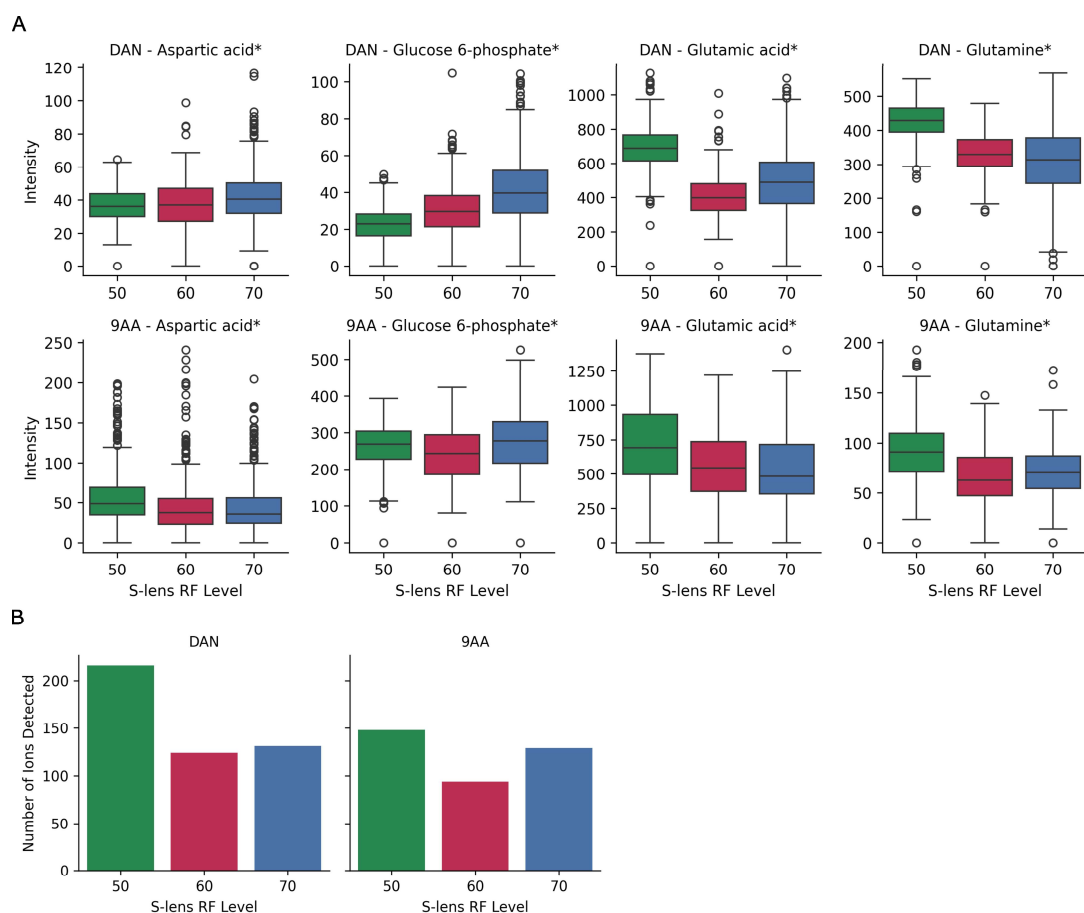 A
DAN - Aspartic acid* DAN - Glucose 6-phosphate* DAN - Glutamic acid* DAN - Glutamine*
Intensity
120
100
80
60
40
20
0
50 60 70
100
80
60
40
20
0
50 60 70
1000
800
600
400
200
0
50 60 70
500
400
300
200
100
0
50 60 70
9AA - Aspartic acid* 9AA - Glucose 6-phosphate* 9AA - Glutamic acid* 9AA - Glutamine*
Intensity
250
200
150
100
50
0
50 60 70
S-lens RF Level
500
400
300
200
100
0
50 60 70
S-lens RF Level
1250
1000
750
500
250
0
50 60 70
S-lens RF Level
200
150
100
50
0
50 60 70
S-lens RF Level
B
DAN 9AA
Number of Ions Detected
200
150
100
50
0
50 60 70
S-lens RF Level
50 60 70
S-lens RF Level